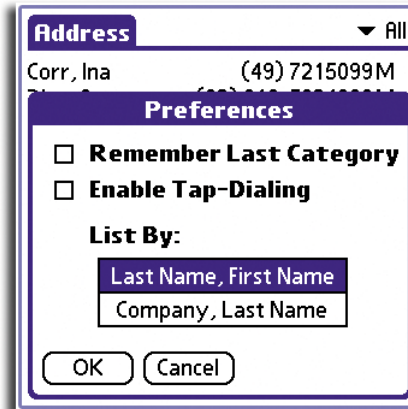 Address
All
Corr, Ina (49) 7215099M
Preferences
Remember Last Category
Enable Tap-Dialing
List By:
Last Name, First Name
Company, Last Name
OK Cancel